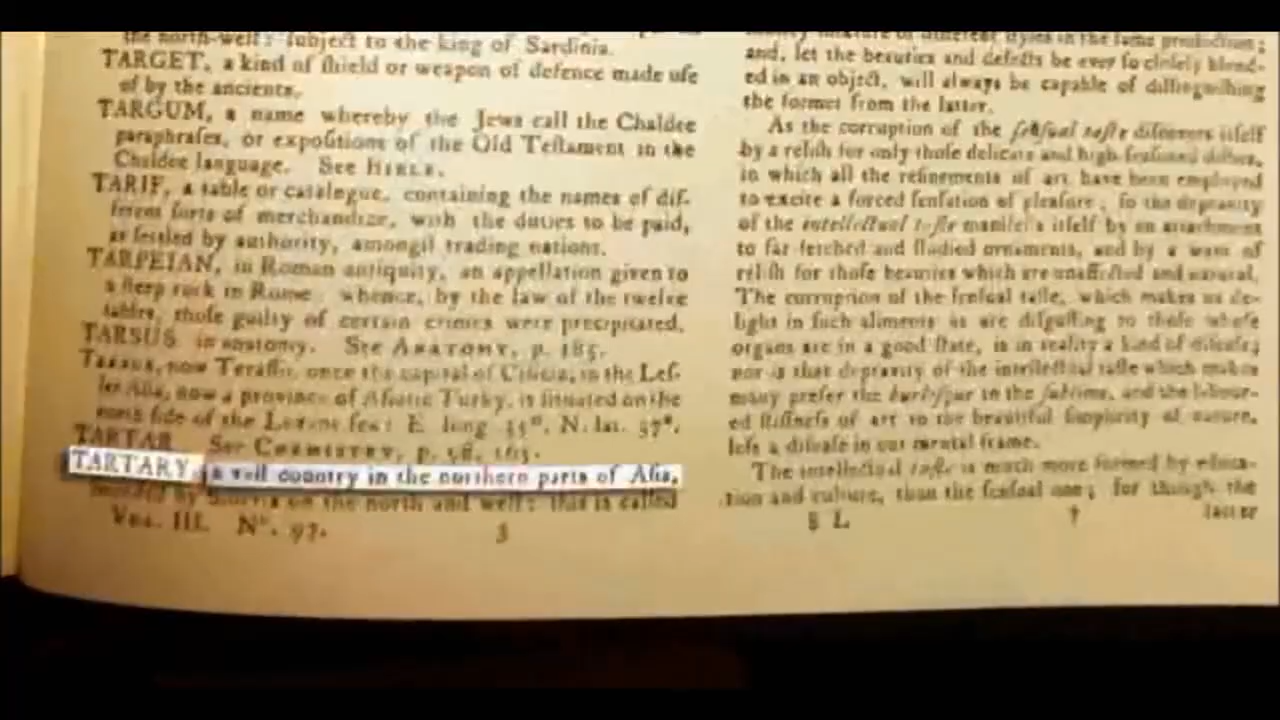 the north-weſt: ſubject to the king of Sardinia.
TARGET, a kind of ſhield or weapon of defence made uſe
of by the ancients.
TARGUM, a name whereby the Jews call the Chaldee
paraphraſes, or expoſitions of the Old Teſtament in the
Chaldee language. See BIBLE.
TARIF, a table or catalogue, containing the names of dif-
ferent ſorts of merchandize, with the duties to be paid,
as ſettled by authority, amongſt trading nations.
TARPEIAN, in Roman antiquity, an appellation given to
a ſteep rock in Rome; whence, by the law of the twelve
tables, thoſe guilty of certain crimes were precipitated.
TARSUS in anatomy. See ANATOMY, p. 185.
TARSUS, now Teraſſo, once the capital of Cilicia, in the Leſ-
ſer Aſia, now a province of Aſiatic Turky, is ſituated on the
north ſide of the Levant ſea: E. long. 35°, N. lat. 37°.
TARTAR. See CHEMISTRY, p.
TARTARY, a vaſt country in the northern parts of Aſia,
bounded by Siberia on the north and weſt: this is called
VOL. III. N°. 97. 3
mixture of different ſtyles in the ſame production;
and, let the beauties and defects be ever ſo cloſely blend-
ed in an object, will always be capable of diſtinguiſhing
the former from the latter.
As the corruption of the ſenſual taſte diſcovers itſelf
by a reliſh for only thoſe delicate and high-ſeaſoned diſhes,
in which all the refinements of art have been employed
to excite a forced ſenſation of pleaſure; ſo the depravity
of the intellectual taſte manifeſts itſelf by an attachment
to far-fetched and ſtudied ornaments, and by a want of
reliſh for thoſe beauties which are unaffected and natural.
The corruption of the ſenſual taſte, which makes us de-
light in ſuch aliments as are diſguſting to thoſe whoſe
organs are in a good ſtate, is in reality a kind of diſeaſe;
nor is that depravity of the intellectual taſte which makes
many prefer the burleſque to the ſublime, and the labour-
ed ſtiffneſs of art to the beautiful ſimplicity of nature,
leſs a diſeaſe in our mental frame.
The intellectual taſte is much more formed by educa-
tion and culture, than the ſenſual one; for though the
8 L † latter